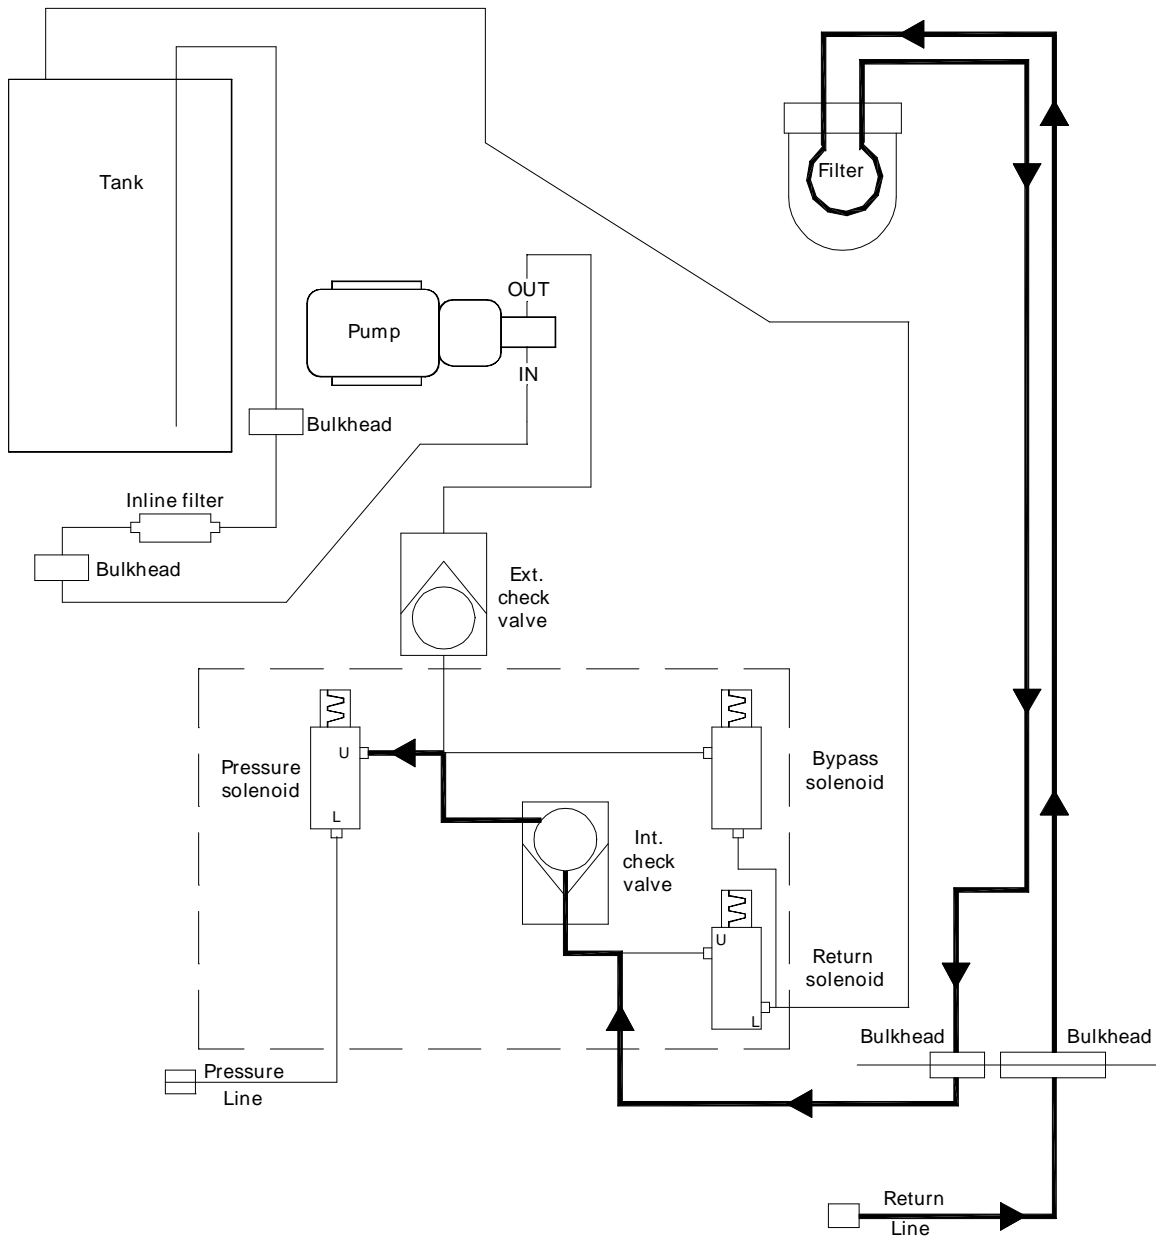 Filter
Tank
OUT
Pump
IN
Bulkhead
Inline filter
Bulkhead
Ext.
check
valve
U
Pressure
solenoid
L
Bypass
solenoid
Int.
check
valve
U
Return
solenoid
L
Bulkhead
Bulkhead
Pressure
Line
Return
Line